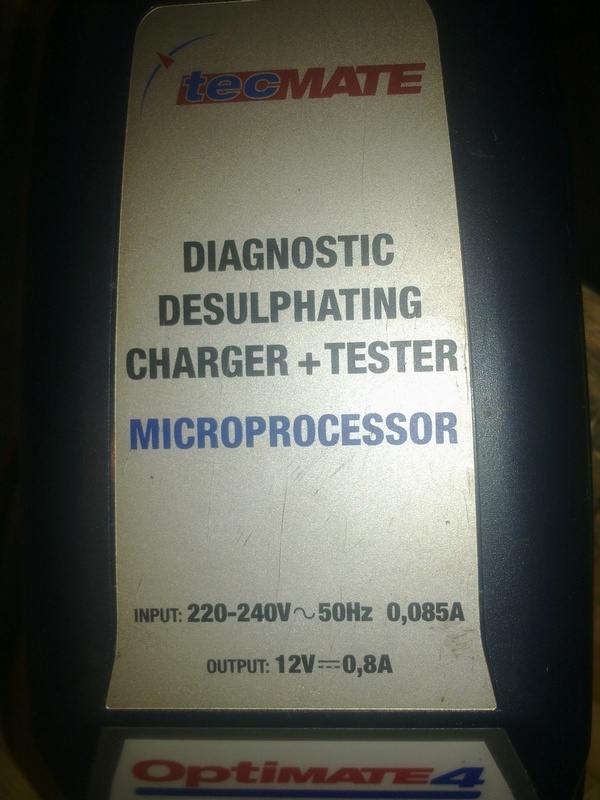 tecMATE
DIAGNOSTIC
DESULPHATING
CHARGER + TESTER
MICROPROCESSOR
INPUT: 220-240V～50Hz 0,085A
OUTPUT: 12V⎓0,8A
OptiMATE4